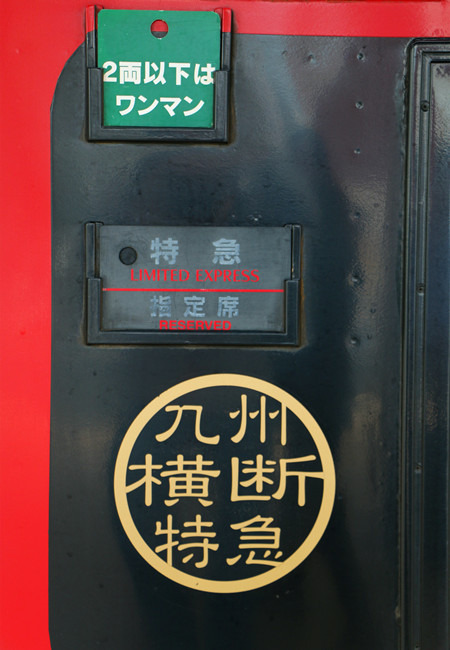 2両以下は
ワンマン
特 急
LIMITED EXPRESS
指定席
RESERVED
九州
横断
特急